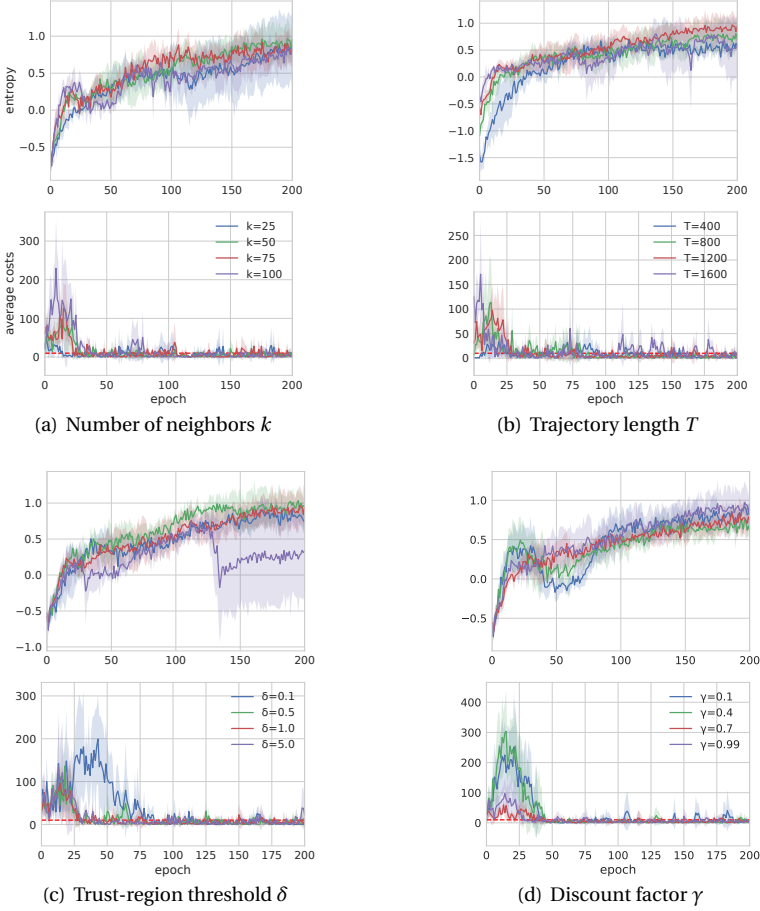 1.0
0.5
0.0
−0.5
entropy
0 50 100 150 200
300
200
100
0
average costs
k=25
k=50
k=75
k=100
0 25 50 75 100 125 150 175 200
epoch
(a) Number of neighbors k
1.0
0.5
0.0
−0.5
−1.0
−1.5
0 50 100 150 200
250
200
150
100
50
0
T=400
T=800
T=1200
T=1600
0 25 50 75 100 125 150 175 200
epoch
(b) Trajectory length T
1.0
0.5
0.0
−0.5
−1.0
0 50 100 150 200
300
200
100
0
δ=0.1
δ=0.5
δ=1.0
δ=5.0
0 25 50 75 100 125 150 175 200
epoch
(c) Trust-region threshold δ
1.0
0.5
0.0
−0.5
0 50 100 150 200
400
300
200
100
0
γ=0.1
γ=0.4
γ=0.7
γ=0.99
0 25 50 75 100 125 150 175 200
epoch
(d) Discount factor γ